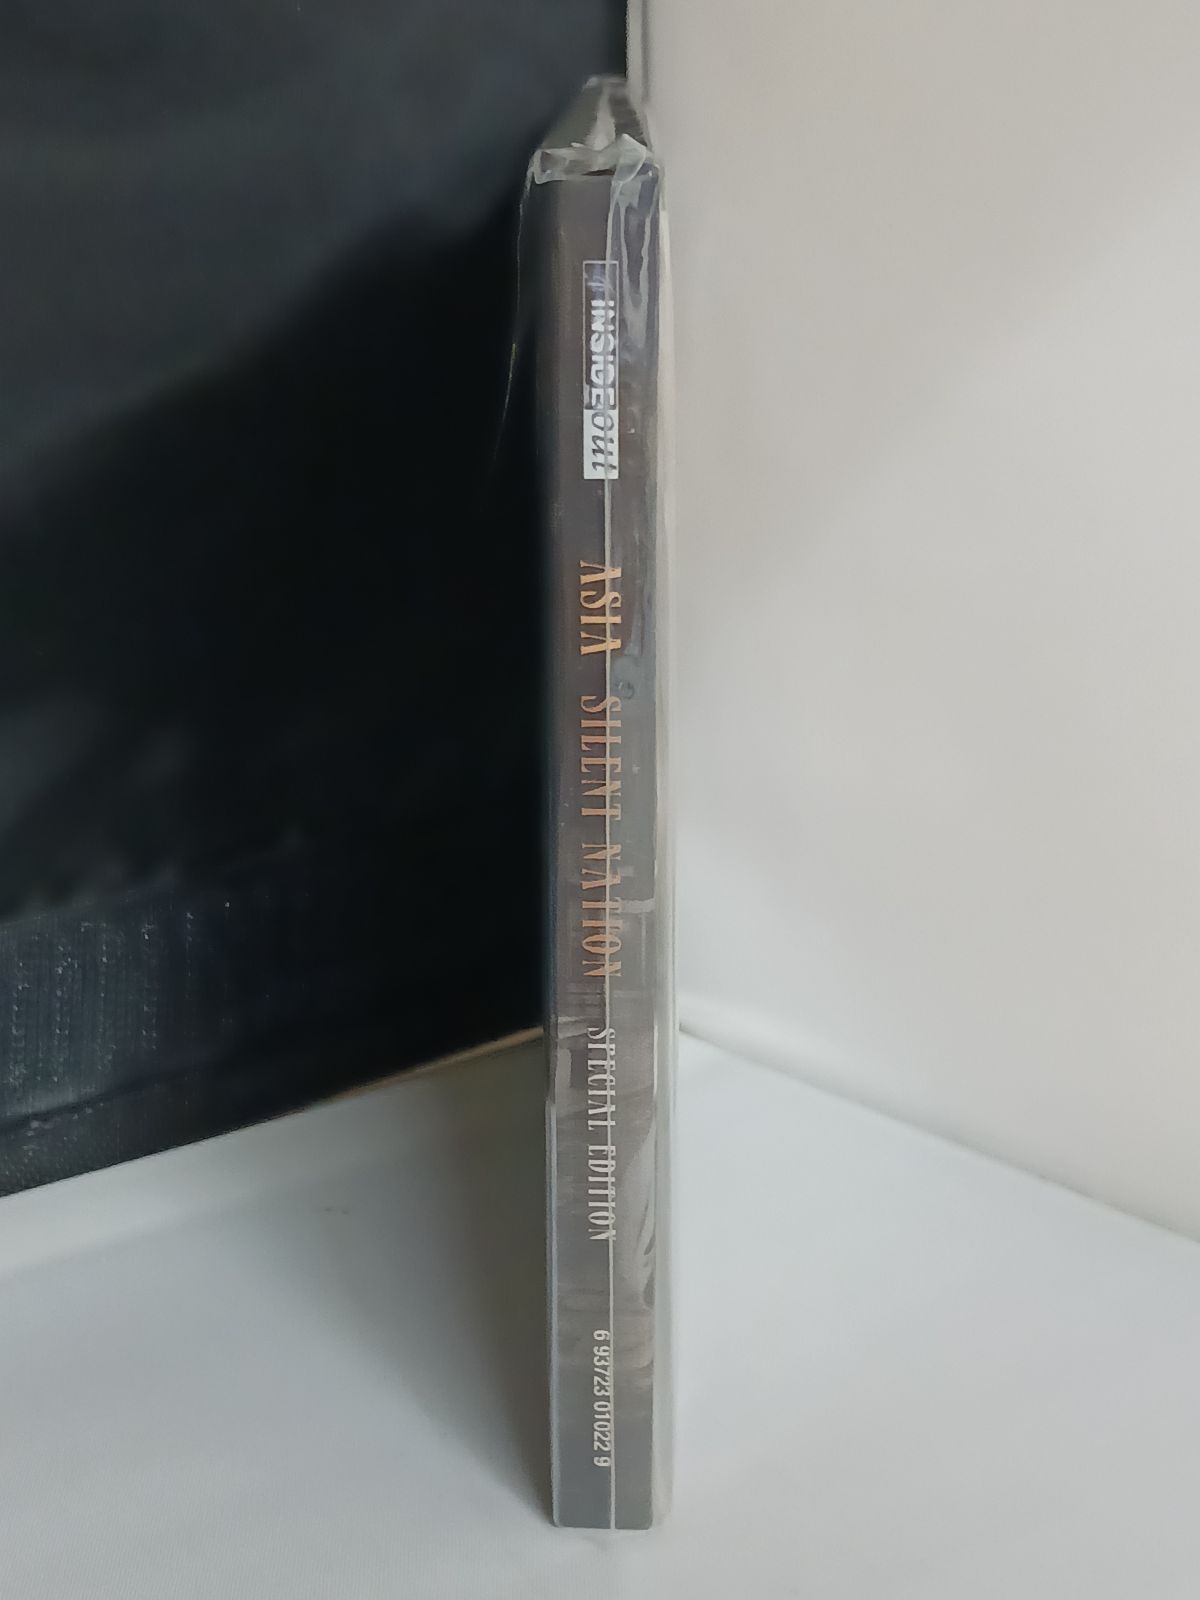 INSIDEout
ASIA SILENT NATION SPECIAL EDITION
6 93723 01022 9